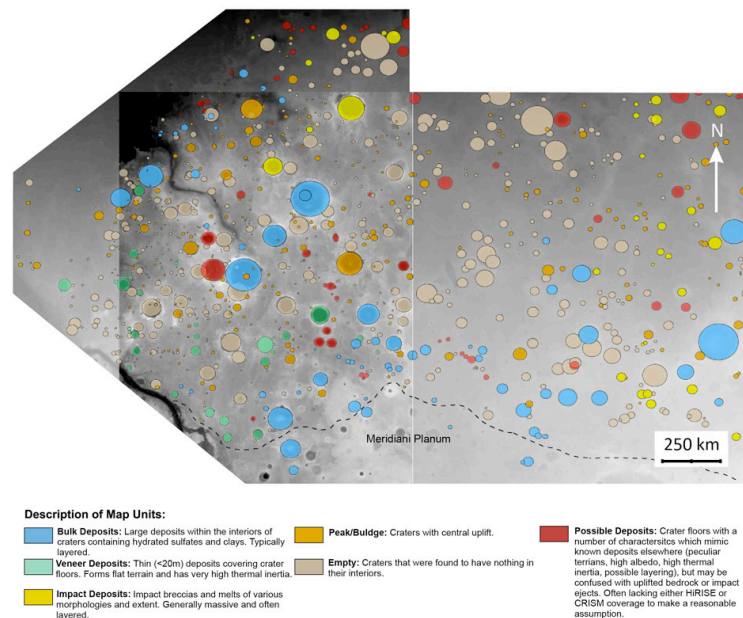 N
Meridiani Planum
250 km
Description of Map Units:
Bulk Deposits: Large deposits within the interiors of
craters containing hydrated sulfates and clays. Typically
layered.
Veneer Deposits: Thin (<20m) deposits covering crater
floors. Forms flat terrain and has very high thermal inertia.
Impact Deposits: Impact breccias and melts of various
morphologies and extent. Generally massive and often
layered.
Peak/Buldge: Craters with central uplift.
Empty: Craters that were found to have nothing in
their interiors.
Possible Deposits: Crater floors with a
number of charactersitcs which mimic
known deposits elsewhere (peculiar
terrians, high albedo, high thermal
inertia, possible layering), but may be
confused with uplifted bedrock or impact
ejects. Often lacking either HiRISE or
CRISM coverage to make a reasonable
assumption.